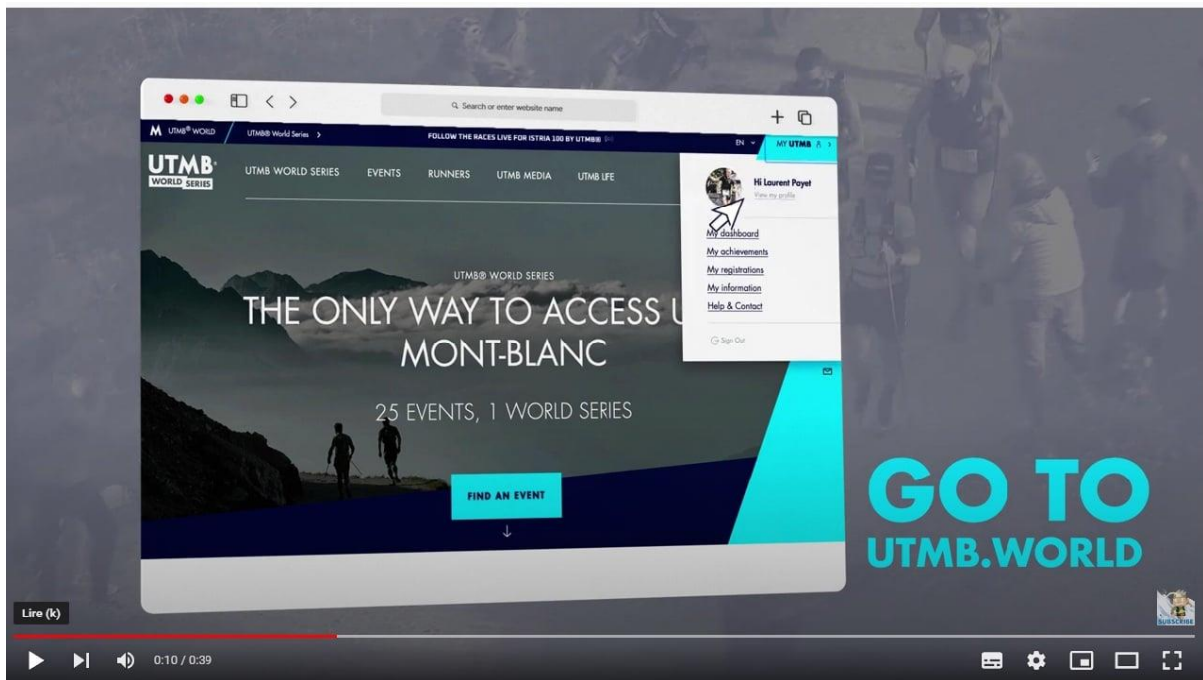 Search or enter website name
UTMB® WORLD
UTMB® World Series >
FOLLOW THE RACES LIVE FOR ISTRIA 100 BY UTMB®
EN
MY UTMB
UTMB®
WORLD SERIES
UTMB WORLD SERIES
EVENTS
RUNNERS
UTMB MEDIA
UTMB LIFE
Hi Laurent Payet
View my profile
My dashboard
My achievements
My registrations
My information
Help & Contact
Sign Out
UTMB® WORLD SERIES
THE ONLY WAY TO ACCESS U
MONT-BLANC
25 EVENTS, 1 WORLD SERIES
FIND AN EVENT
GO TO
UTMB.WORLD
Lire (k)
SUBSCRIBE
0:10 / 0:39